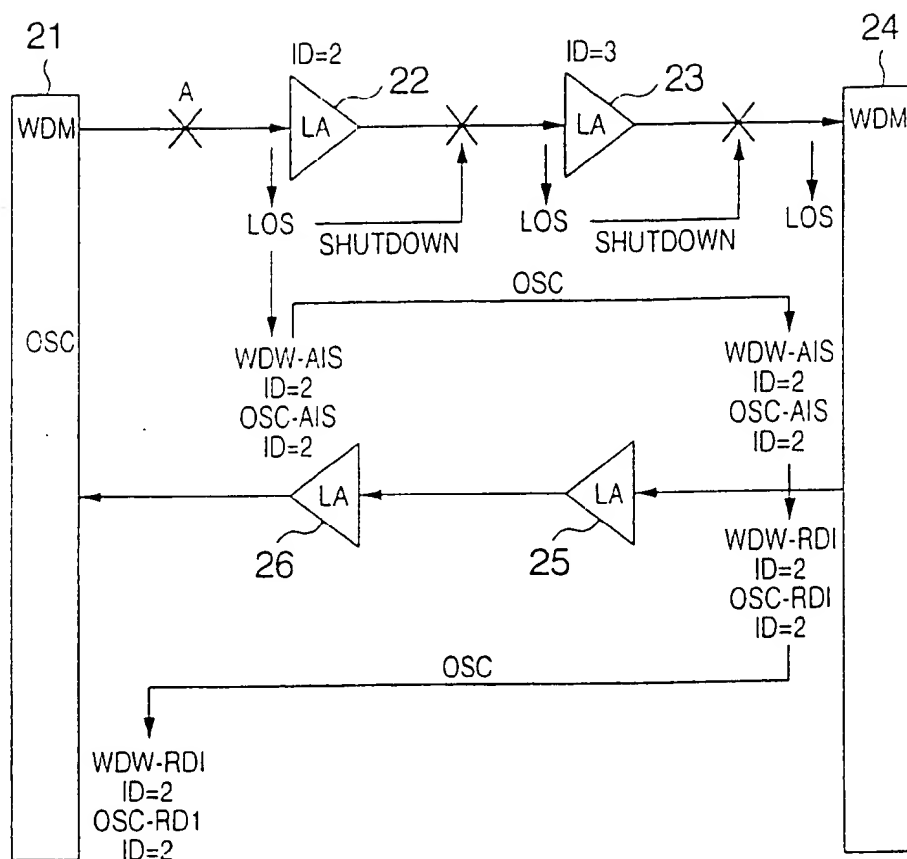 21
24
ID=2
ID=3
A
22
23
WDM
LA
LA
WDM
LOS
LOS
LOS
SHUTDOWN
SHUTDOWN
OSC
OSC
WDW-AIS
ID=2
OSC-AIS
ID=2
WDW-AIS
ID=2
OSC-AIS
ID=2
LA
LA
26
25
WDW-RDI
ID=2
OSC-RDI
ID=2
OSC
WDW-RDI
ID=2
OSC-RD1
ID=2